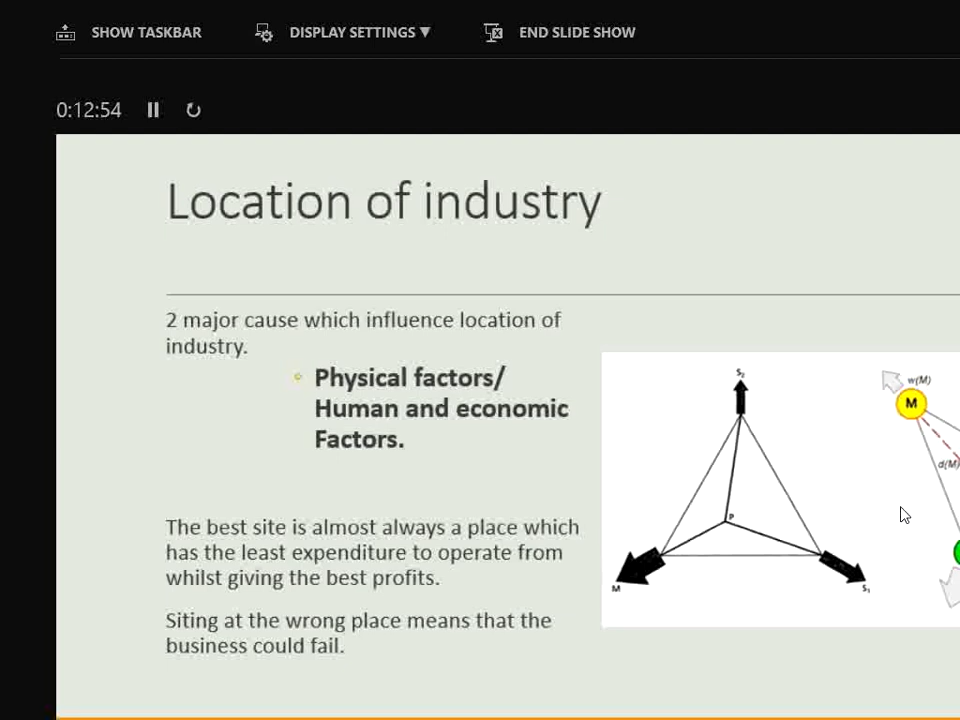 SHOW TASKBAR
DISPLAY SETTINGS ▼
END SLIDE SHOW
0:12:54
Location of industry
2 major cause which influence location of
industry.
Physical factors/
Human and economic
Factors.
The best site is almost always a place which
has the least expenditure to operate from
whilst giving the best profits.
Siting at the wrong place means that the
business could fail.
S₂
P
M
S₁
w(M)
M
d(M)